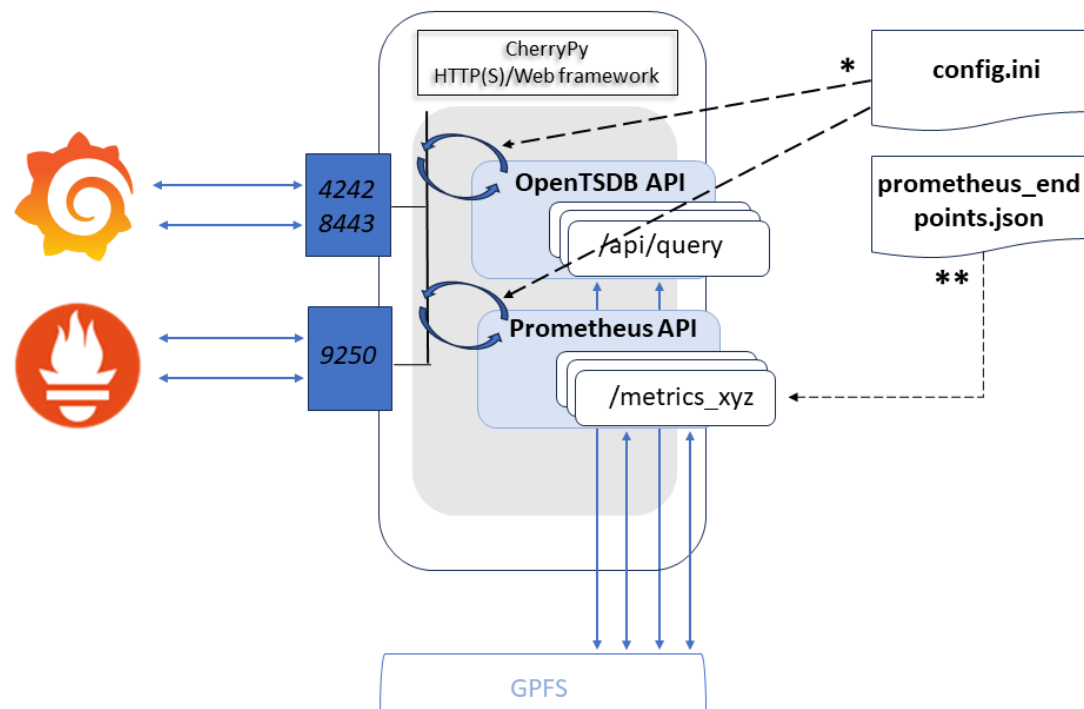 CherryPy
HTTP(S)/Web framework
*
config.ini
4242
8443
OpenTSDB API
/api/query
prometheus_end
points.json
**
9250
Prometheus API
/metrics_xyz
GPFS